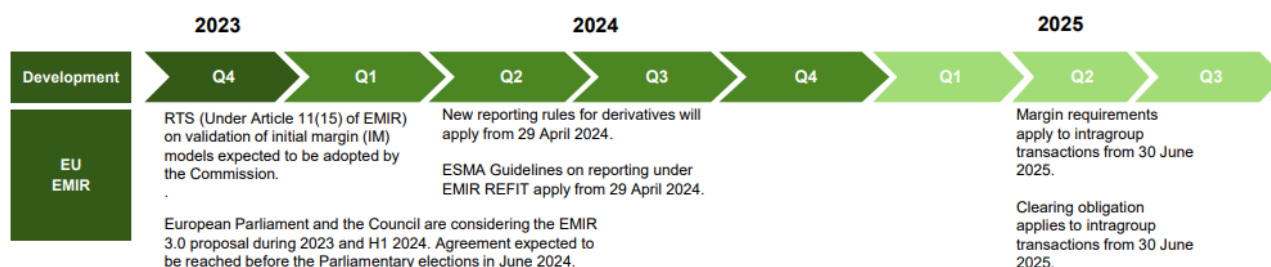 2023
2024
2025
Development
Q4
Q1
Q2
Q3
Q4
Q1
Q2
Q3
EU
EMIR
RTS (Under Article 11(15) of EMIR)
on validation of initial margin (IM)
models expected to be adopted by
the Commission.
.
European Parliament and the Council are considering the EMIR
3.0 proposal during 2023 and H1 2024. Agreement expected to
be reached before the Parliamentary elections in June 2024.
New reporting rules for derivatives will
apply from 29 April 2024.
ESMA Guidelines on reporting under
EMIR REFIT apply from 29 April 2024.
Margin requirements
apply to intragroup
transactions from 30 June
2025.
Clearing obligation
applies to intragroup
transactions from 30 June
2025.